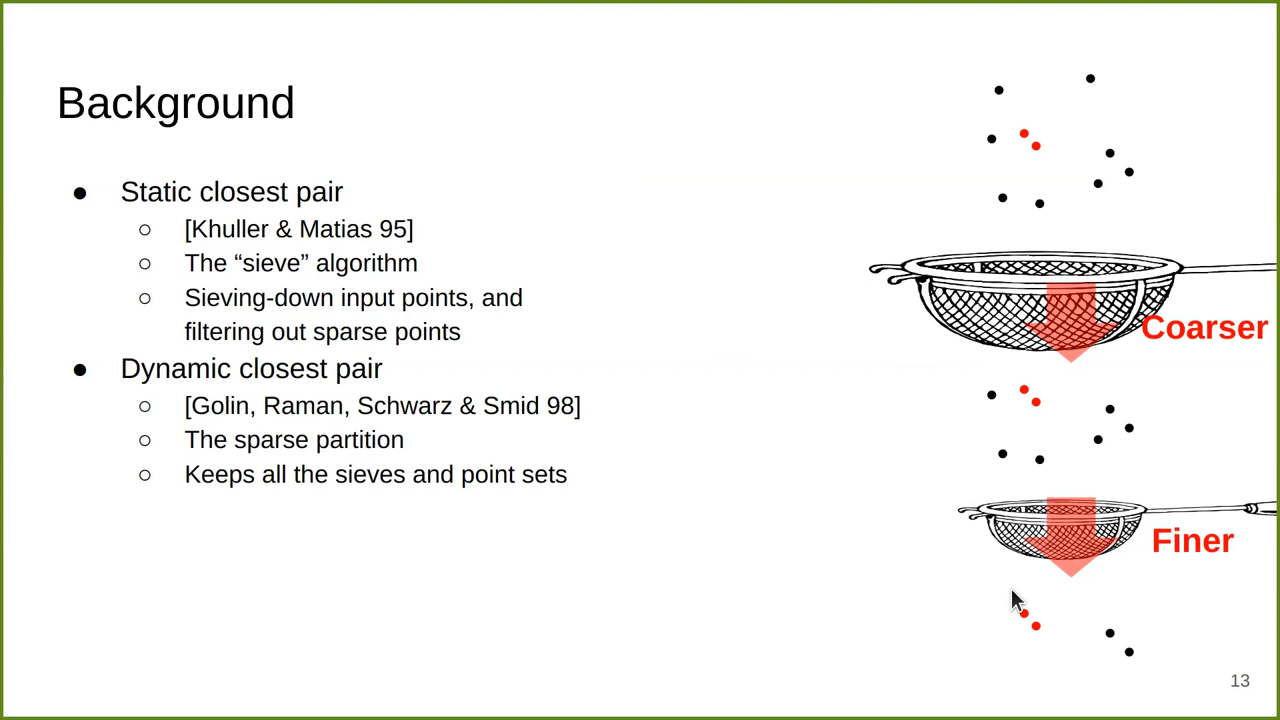 Background
● Static closest pair
○ [Khuller & Matias 95]
○ The “sieve” algorithm
○ Sieving-down input points, and
filtering out sparse points
● Dynamic closest pair
○ [Golin, Raman, Schwarz & Smid 98]
○ The sparse partition
○ Keeps all the sieves and point sets
Coarser
Finer
13